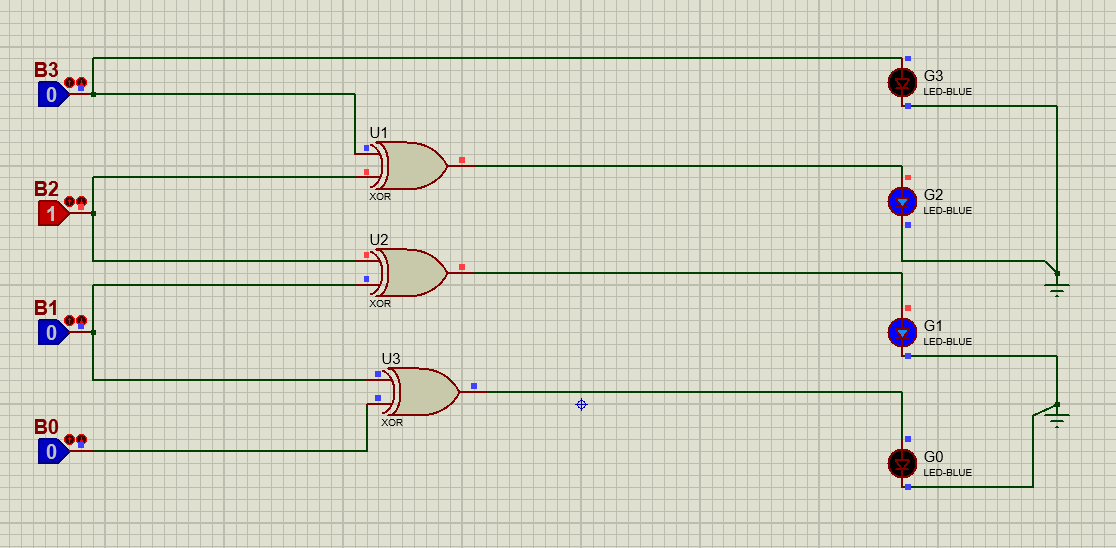 B3
0
G3
LED-BLUE
U1
XOR
B2
1
G2
LED-BLUE
U2
XOR
B1
0
G1
LED-BLUE
U3
XOR
B0
0
G0
LED-BLUE